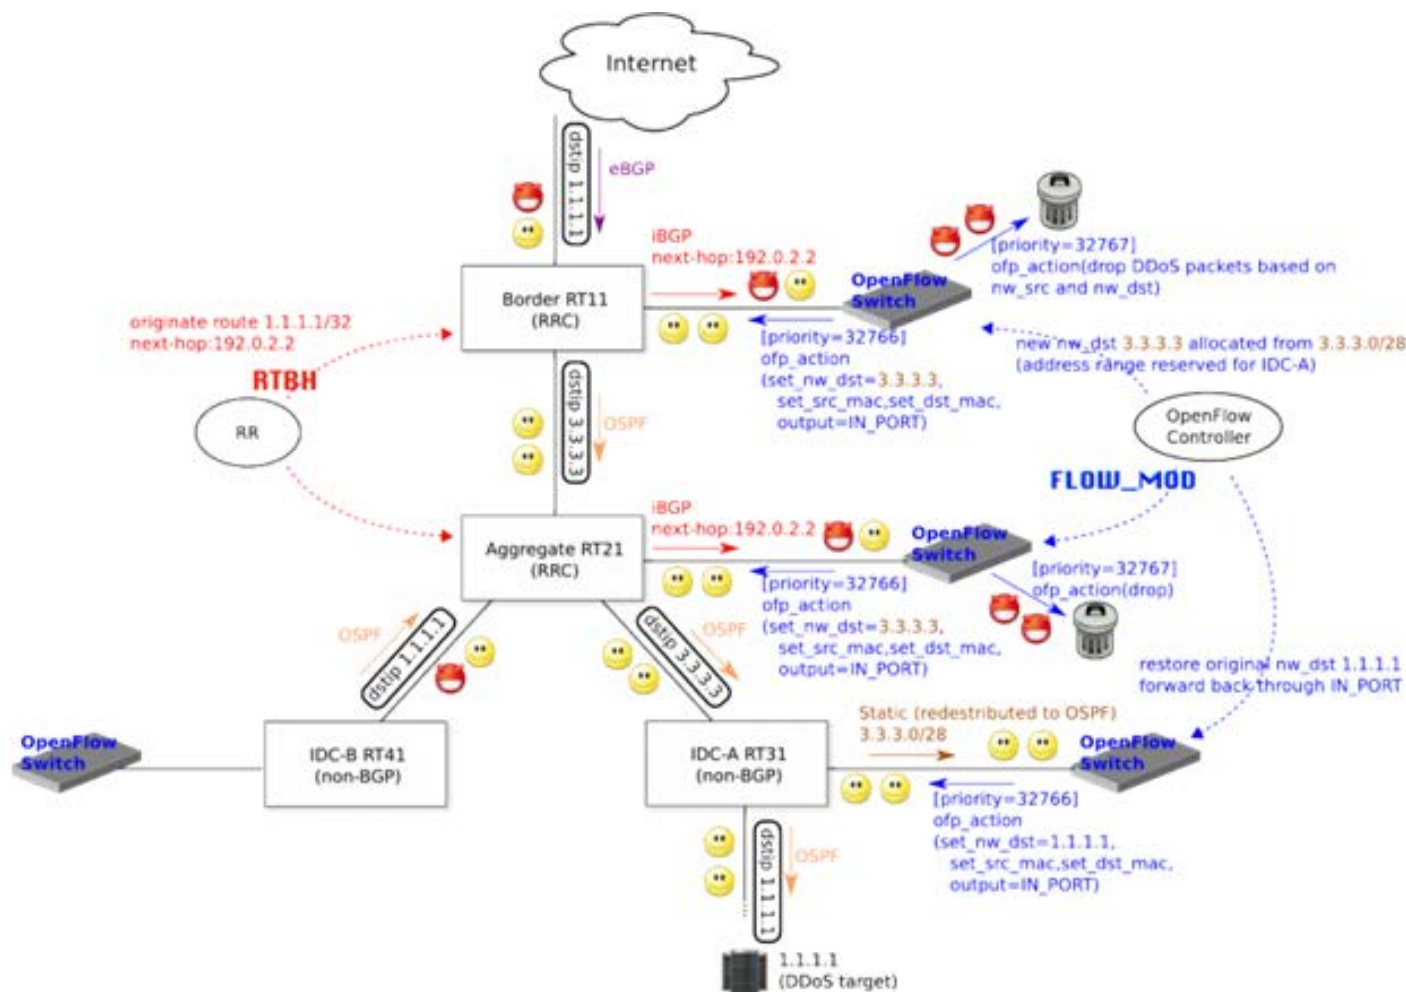 Internet
dstip 1.1.1.1
eBGP
iBGP
next-hop:192.0.2.2
Border RT11
(RRC)
OpenFlow
Switch
[priority=32767]
ofp_action(drop DDoS packets based on
nw_src and nw_dst)
[priority=32766]
ofp_action
(set_nw_dst=3.3.3.3,
set_src_mac,set_dst_mac,
output=IN_PORT)
new nw_dst 3.3.3.3 allocated from 3.3.3.0/28
(address range reserved for IDC-A)
originate route 1.1.1.1/32
next-hop:192.0.2.2
RTBH
RR
dstip 3.3.3.3
OSPF
OpenFlow
Controller
FLOW_MOD
iBGP
next-hop:192.0.2.2
Aggregate RT21
(RRC)
OpenFlow
Switch
[priority=32767]
ofp_action(drop)
[priority=32766]
ofp_action
(set_nw_dst=3.3.3.3,
set_src_mac,set_dst_mac,
output=IN_PORT)
OSPF
dstip 1.1.1.1
dstip 3.3.3.3
OSPF
restore original nw_dst 1.1.1.1
forward back through IN_PORT
OpenFlow
Switch
IDC-B RT41
(non-BGP)
IDC-A RT31
(non-BGP)
Static (redestributed to OSPF)
3.3.3.0/28
OpenFlow
Switch
[priority=32766]
ofp_action
(set_nw_dst=1.1.1.1,
set_src_mac,set_dst_mac,
output=IN_PORT)
dstip 1.1.1.1
OSPF
1.1.1.1
(DDoS target)